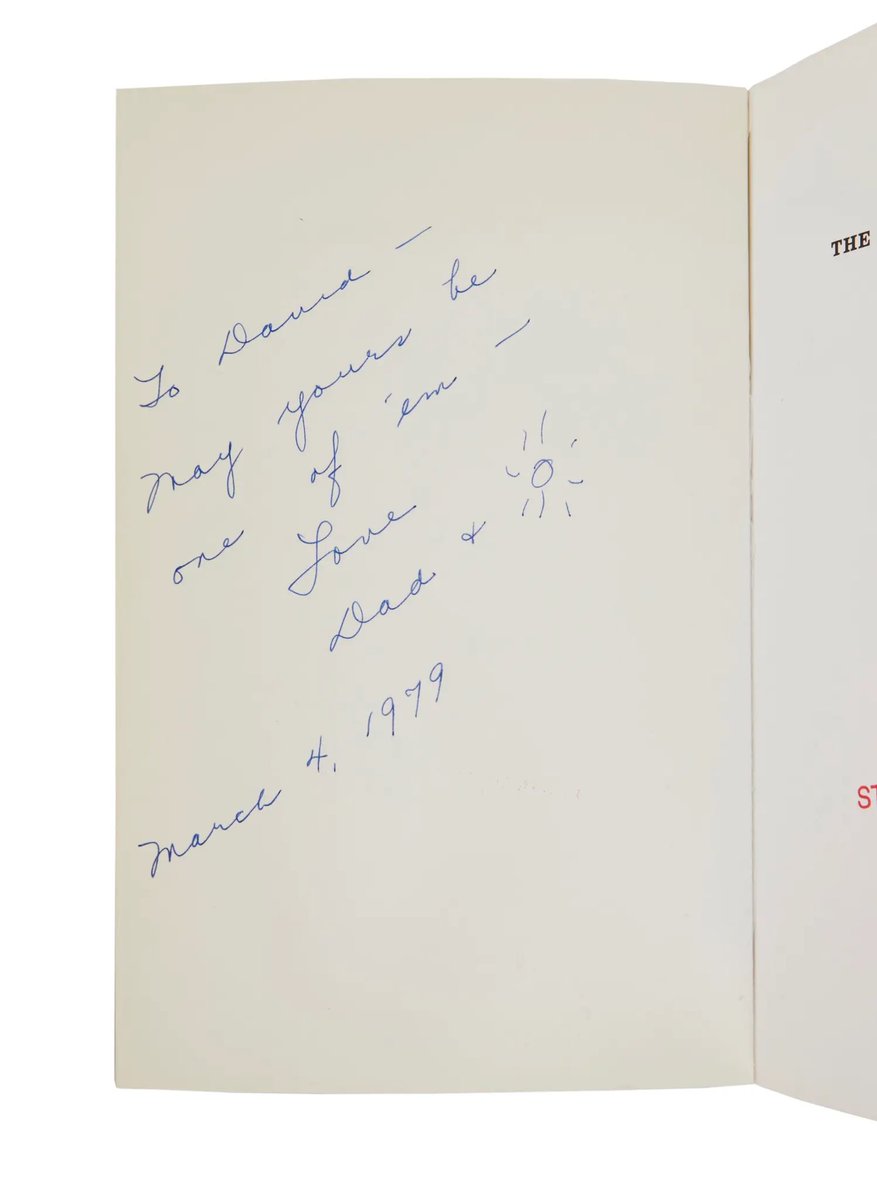 To David —
May yours be
one of 'em —
Love
Dad &
March 4, 1979
THE
ST